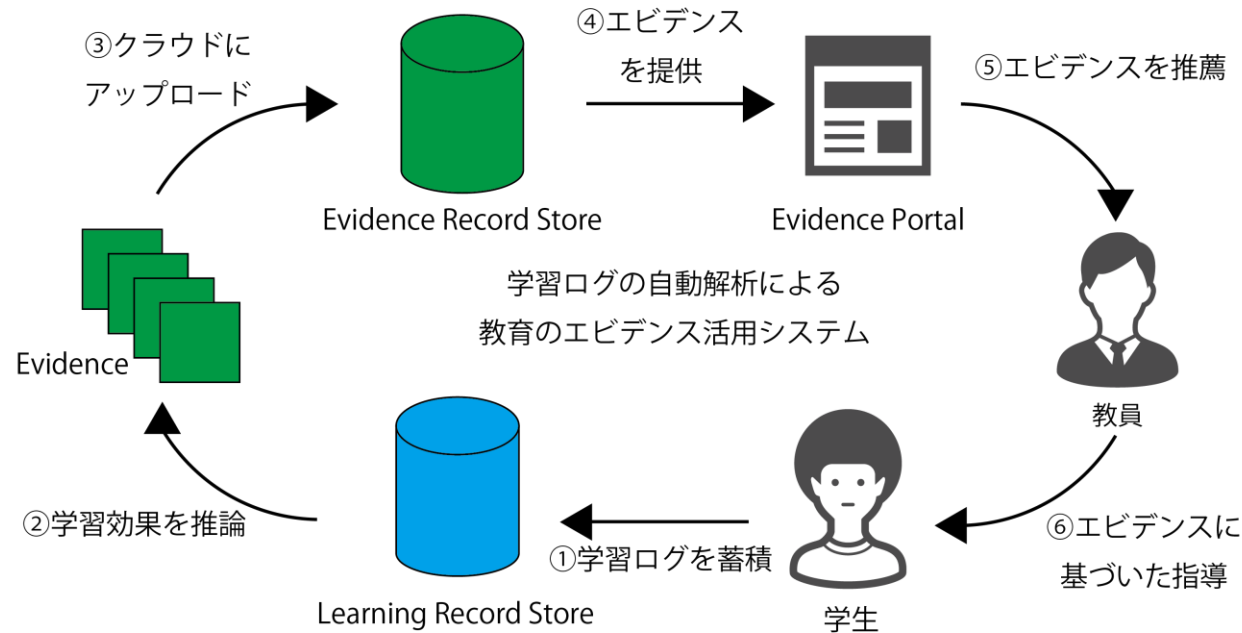 ③クラウドに
アップロード
④エビデンス
を提供
⑤エビデンスを推薦
Evidence Record Store
Evidence Portal
学習ログの自動解析による
教育のエビデンス活用システム
Evidence
教員
②学習効果を推論
①学習ログを蓄積
⑥エビデンスに
基づいた指導
Learning Record Store
学生